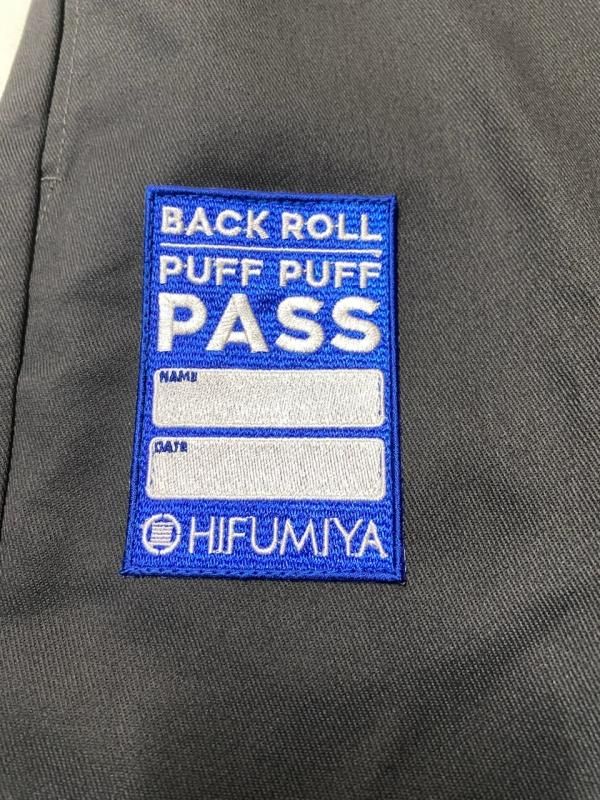 BACK ROLL
PUFF PUFF
PASS
NAME
DATE
HIFUMIYA